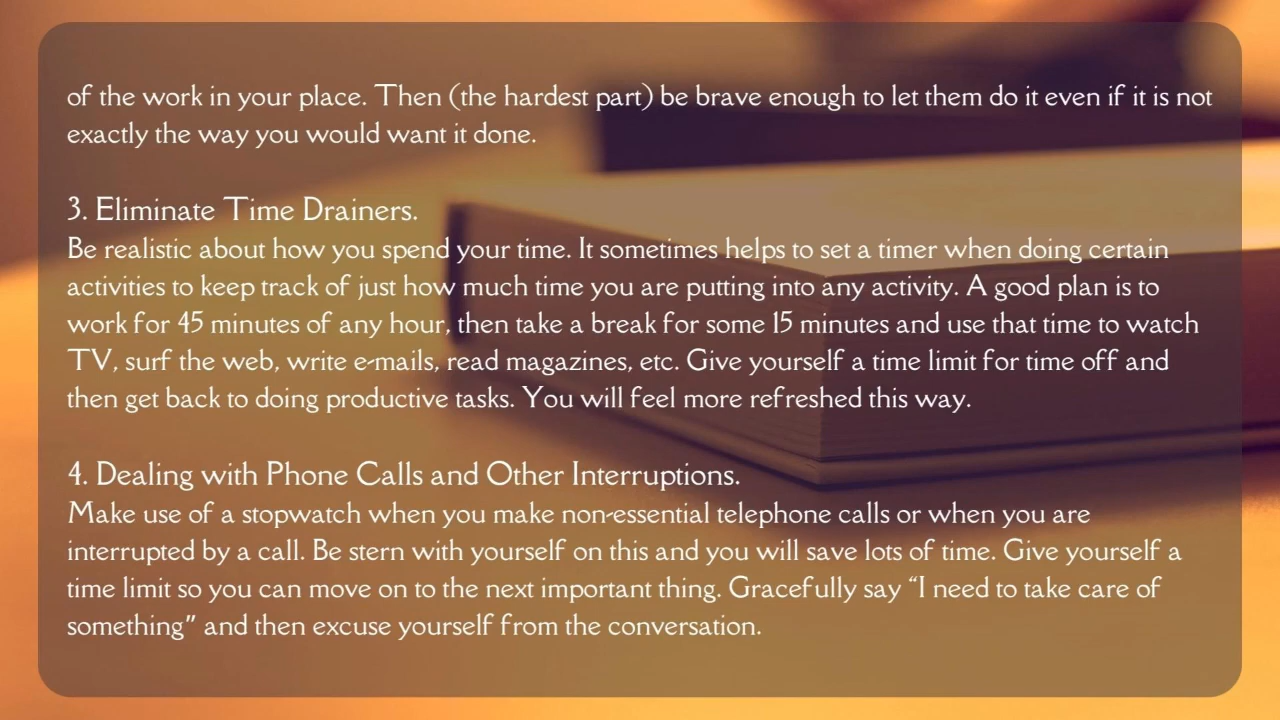 of the work in your place. Then (the hardest part) be brave enough to let them do it even if it is not
exactly the way you would want it done.
3. Eliminate Time Drainers.
Be realistic about how you spend your time. It sometimes helps to set a timer when doing certain
activities to keep track of just how much time you are putting into any activity. A good plan is to
work for 45 minutes of any hour, then take a break for some 15 minutes and use that time to watch
TV, surf the web, write e-mails, read magazines, etc. Give yourself a time limit for time off and
then get back to doing productive tasks. You will feel more refreshed this way.
4. Dealing with Phone Calls and Other Interruptions.
Make use of a stopwatch when you make non-essential telephone calls or when you are
interrupted by a call. Be stern with yourself on this and you will save lots of time. Give yourself a
time limit so you can move on to the next important thing. Gracefully say “I need to take care of
something” and then excuse yourself from the conversation.